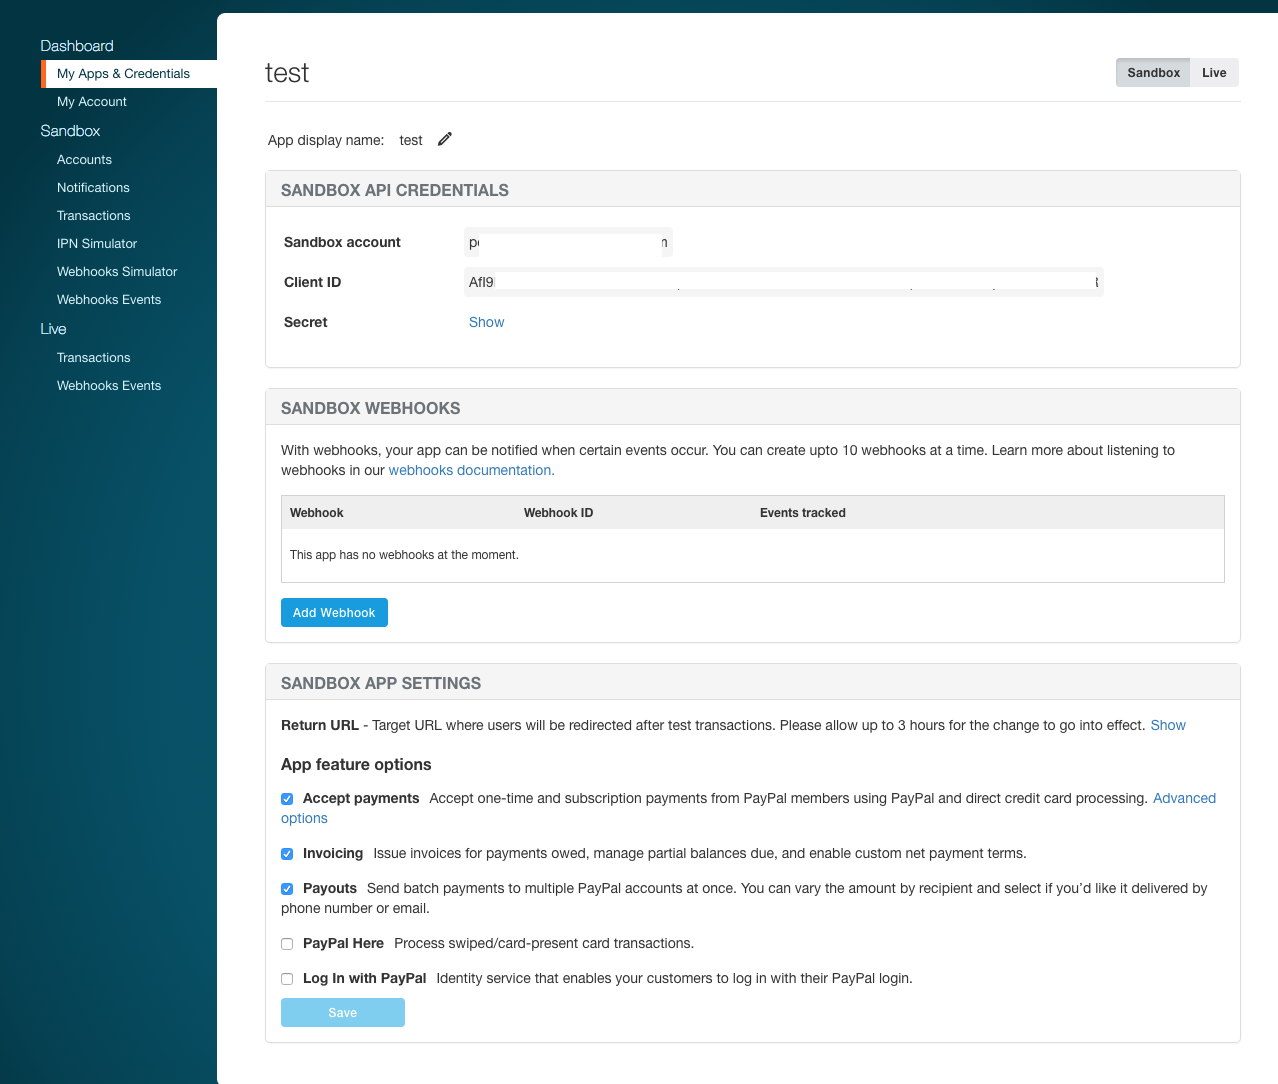 Dashboard
My Apps & Credentials
My Account
Sandbox
Accounts
Notifications
Transactions
IPN Simulator
Webhooks Simulator
Webhooks Events
Live
Transactions
Webhooks Events
test
Sandbox Live
App display name: test
SANDBOX API CREDENTIALS
Sandbox account
Client ID Afl9
Secret Show
SANDBOX WEBHOOKS
With webhooks, your app can be notified when certain events occur. You can create upto 10 webhooks at a time. Learn more about listening to
webhooks in our webhooks documentation.
Webhook Webhook ID Events tracked
This app has no webhooks at the moment.
Add Webhook
SANDBOX APP SETTINGS
Return URL - Target URL where users will be redirected after test transactions. Please allow up to 3 hours for the change to go into effect. Show
App feature options
Accept payments Accept one-time and subscription payments from PayPal members using PayPal and direct credit card processing. Advanced
options
Invoicing Issue invoices for payments owed, manage partial balances due, and enable custom net payment terms.
Payouts Send batch payments to multiple PayPal accounts at once. You can vary the amount by recipient and select if you’d like it delivered by
phone number or email.
PayPal Here Process swiped/card-present card transactions.
Log In with PayPal Identity service that enables your customers to log in with their PayPal login.
Save